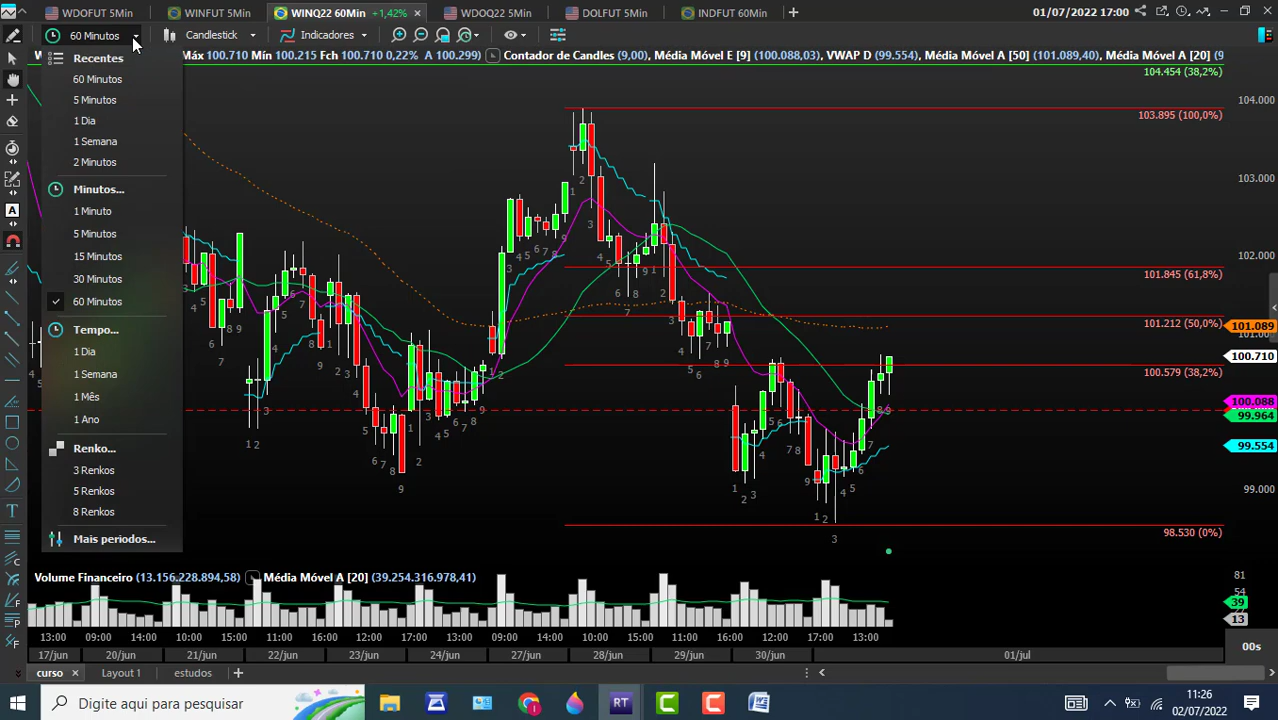 WDOFUT 5Min
WINFUT 5Min
WINQ22 60Min +1,42%
WDOQ22 5Min
DOLFUT 5Min
INDFUT 60Min
01/07/2022 17:00
60 Minutos
Candlestick
Indicadores
Máx 100.710 Min 100.215 Fch 100.710 0,22% A 100.299
Contador de Candles (9,00), Média Móvel E [9] (100.088,03), VWAP D (99.554), Média Móvel A [50] (101.089,40), Média Móvel A [20] (9
Recentes
60 Minutos
5 Minutos
1 Dia
1 Semana
2 Minutos
Minutos...
1 Minuto
5 Minutos
15 Minutos
30 Minutos
60 Minutos
Tempo...
1 Dia
1 Semana
1 Mês
1 Ano
Renko...
3 Renkos
5 Renkos
8 Renkos
Mais periodos...
104.454 (38,2%)
104.000
103.895 (100,0%)
103.000
102.000
101.845 (61,8%)
101.212 (50,0%)
101.089
100.710
100.579 (38,2%)
100.088
99.964
99.554
99.000
98.530 (0%)
Volume Financeiro (13.156.228.894,58)
Média Móvel A [20] (39.254.316.978,41)
81
54
39
13
13:00 09:00 14:00 10:00 15:00 11:00 16:00 12:00 17:00 13:00 09:00 14:00 10:00 15:00 11:00 16:00 12:00 17:00 13:00
17/jun 20/jun 21/jun 22/jun 23/jun 24/jun 27/jun 28/jun 29/jun 30/jun 01/jul
00s
curso
Layout 1
estudos
Digite aqui para pesquisar
RT
11:26
02/07/2022